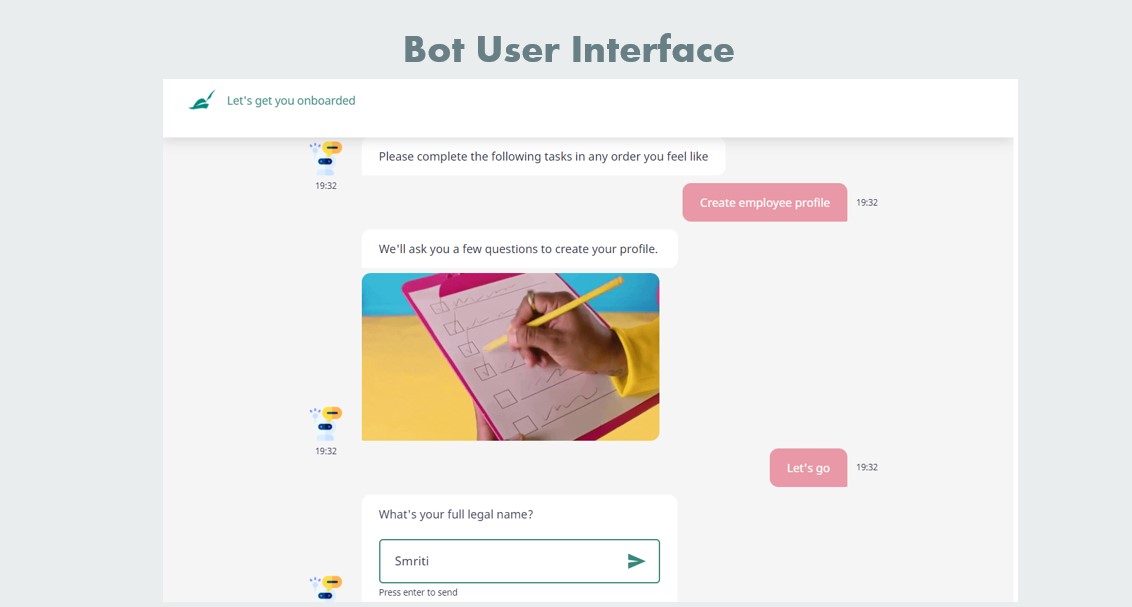 Bot User Interface
Let's get you onboarded
Please complete the following tasks in any order you feel like
19:32
Create employee profile
19:32
We'll ask you a few questions to create your profile.
19:32
Let's go
19:32
What's your full legal name?
Smriti
Press enter to send